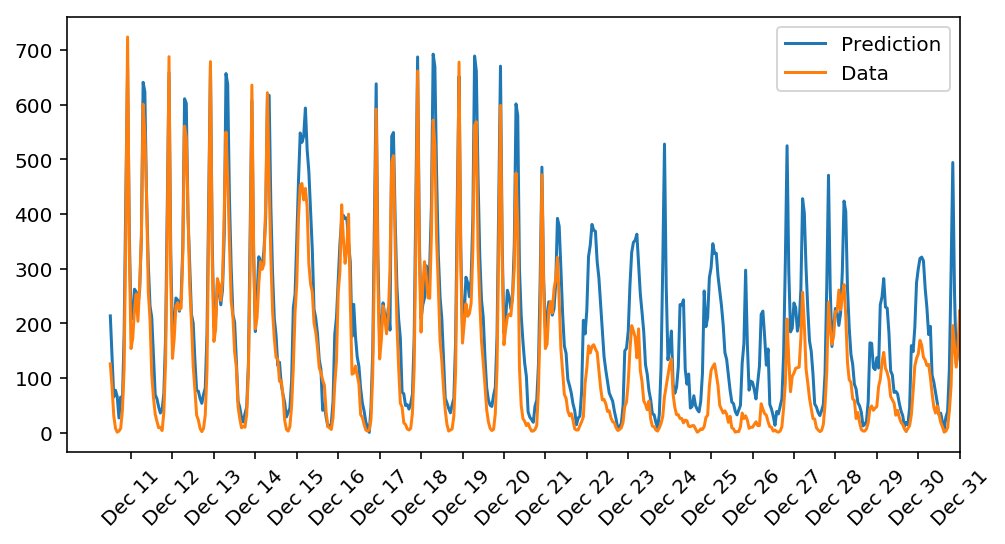 700
600
500
400
300
200
100
0
Prediction
Data
Dec 11
Dec 12
Dec 13
Dec 14
Dec 15
Dec 16
Dec 17
Dec 18
Dec 19
Dec 20
Dec 21
Dec 22
Dec 23
Dec 24
Dec 25
Dec 26
Dec 27
Dec 28
Dec 29
Dec 30
Dec 31